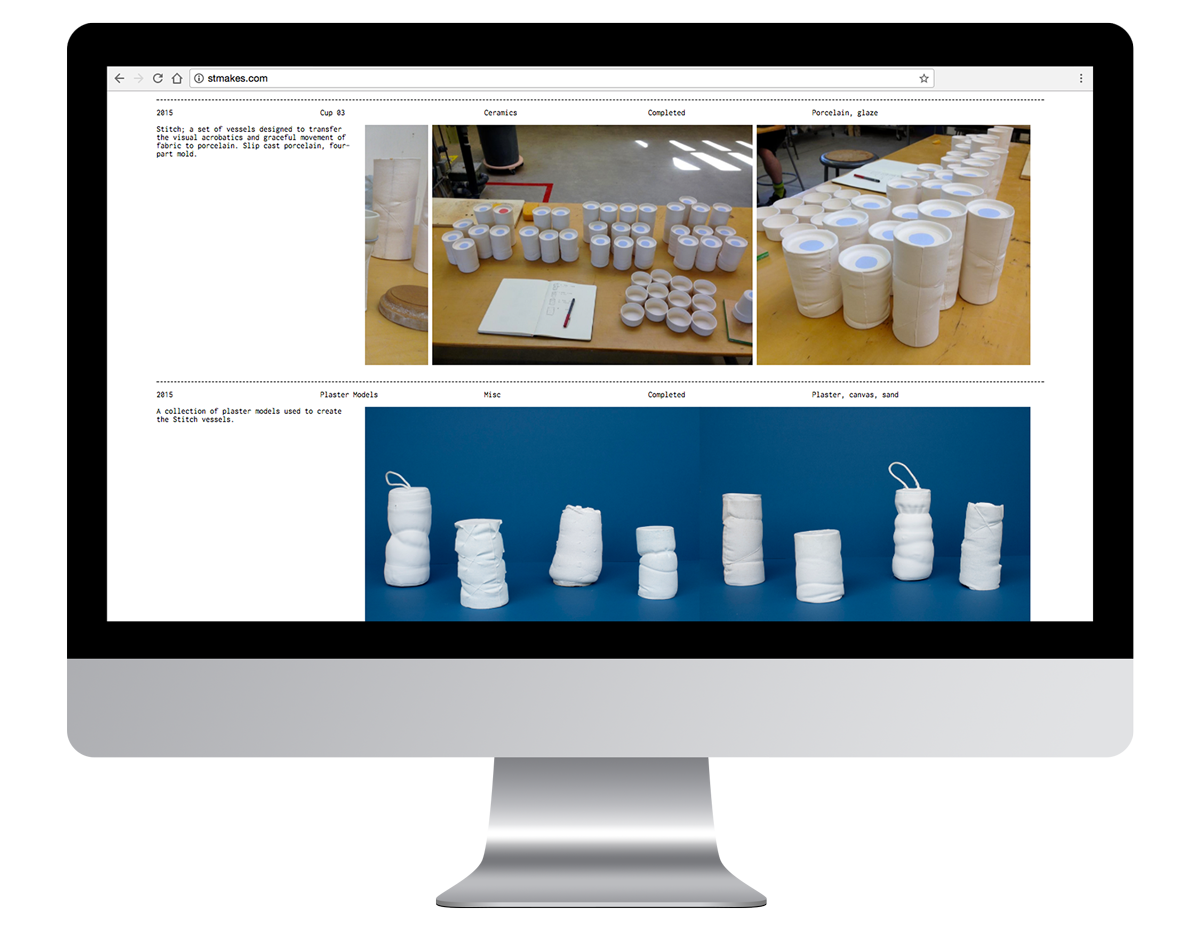 stmakes.com
2015 Cup 03 Ceramics Completed Porcelain, glaze
Stitch; a set of vessels designed to transfer
the visual acrobatics and graceful movement of
fabric to porcelain. Slip cast porcelain, four-
part mold.
2015 Plaster Models Misc Completed Plaster, canvas, sand
A collection of plaster models used to create
the Stitch vessels.